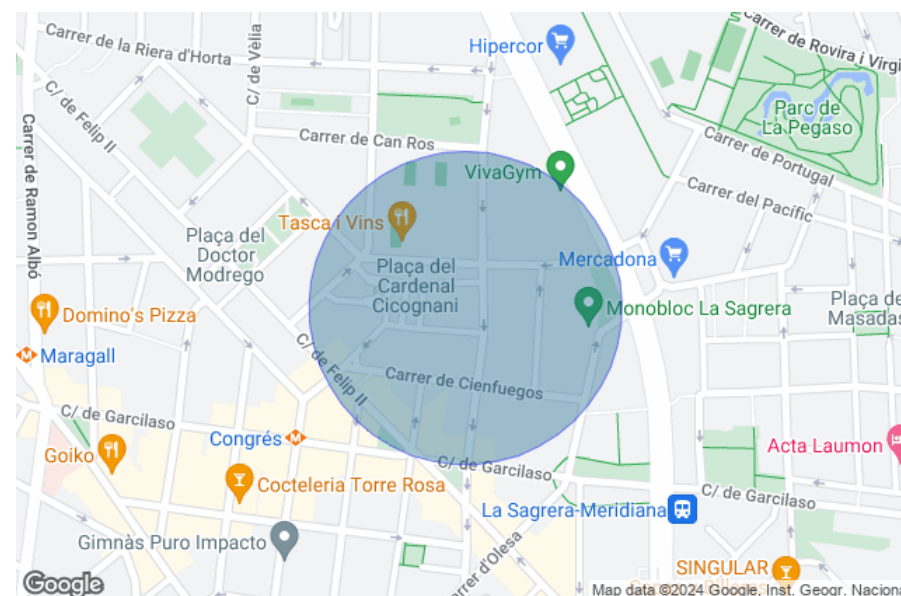 Carrer de la Riera d'Horta
C/ de Vèlia
Hipercor
Carrer de Rovira i Virgi
C/ de Felip II
Parc de
La Pegaso
Carrer de Can Ros
Carrer de Portugal
Carrer de Ramon Albó
VivaGym
Carrer del Pacífic
Tasca i Vins
Plaça del
Doctor
Modrego
Plaça del
Cardenal
Cicognani
Mercadona
Plaça de
Masadas
Domino's Pizza
Monobloc La Sagrera
Maragall
C/ de Felip II
Carrer de Cienfuegos
C/ de Garcilaso
Congrés
Acta Laumon
Goiko
C/ de Garcilaso
Cocteleria Torre Rosa
C/ de Garcilaso
La Sagrera-Meridiana
Gimnàs Puro Impacto
arrer d'Olesa
SINGULAR
Google
Map data ©2024 Google, Inst. Geogr. Naciona